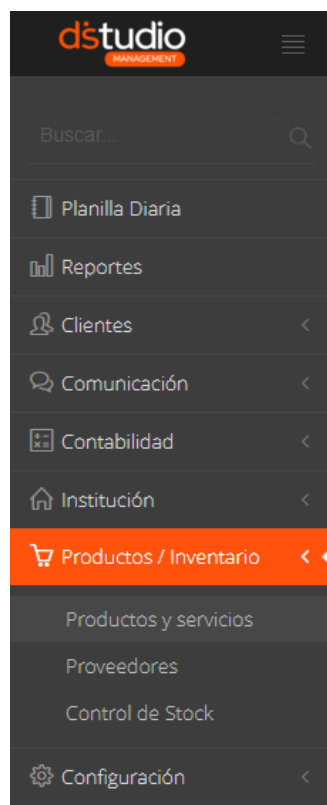 dstudio
MANAGEMENT
Buscar...
Planilla Diaria
Reportes
Clientes
Comunicación
Contabilidad
Institución
Productos / Inventario
Productos y servicios
Proveedores
Control de Stock
Configuración